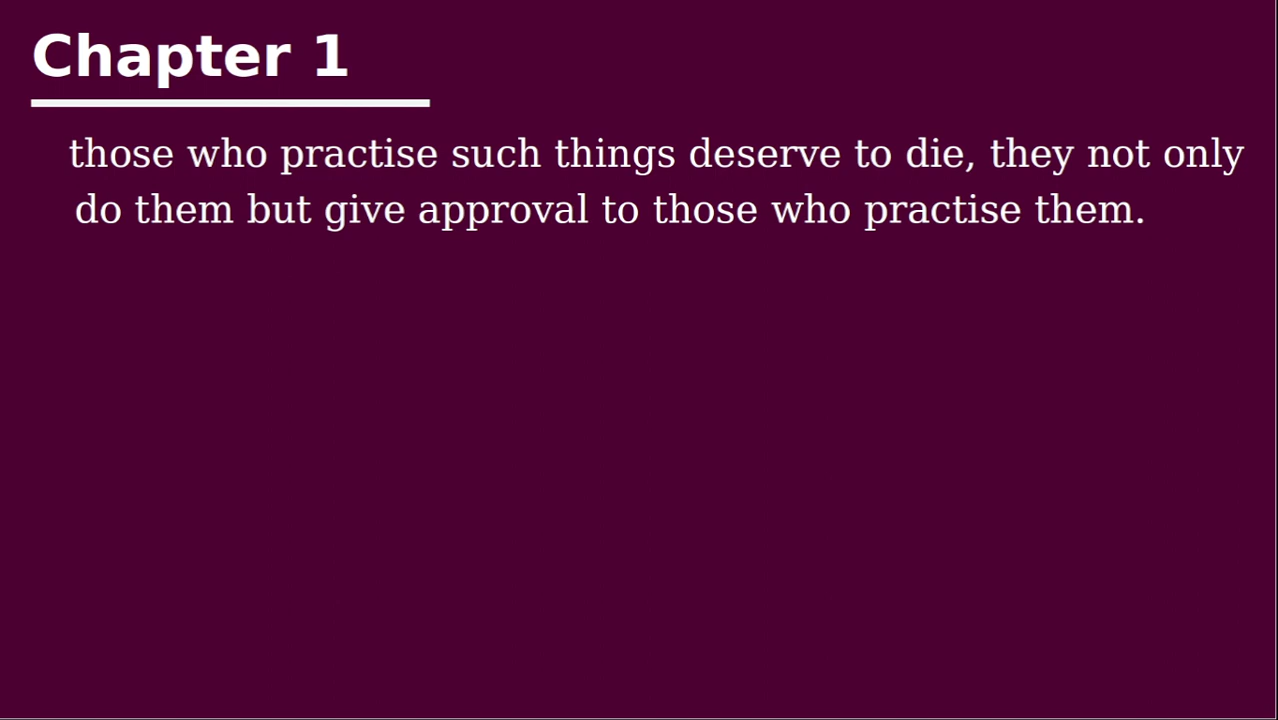 Chapter 1
those who practise such things deserve to die, they not only
do them but give approval to those who practise them.